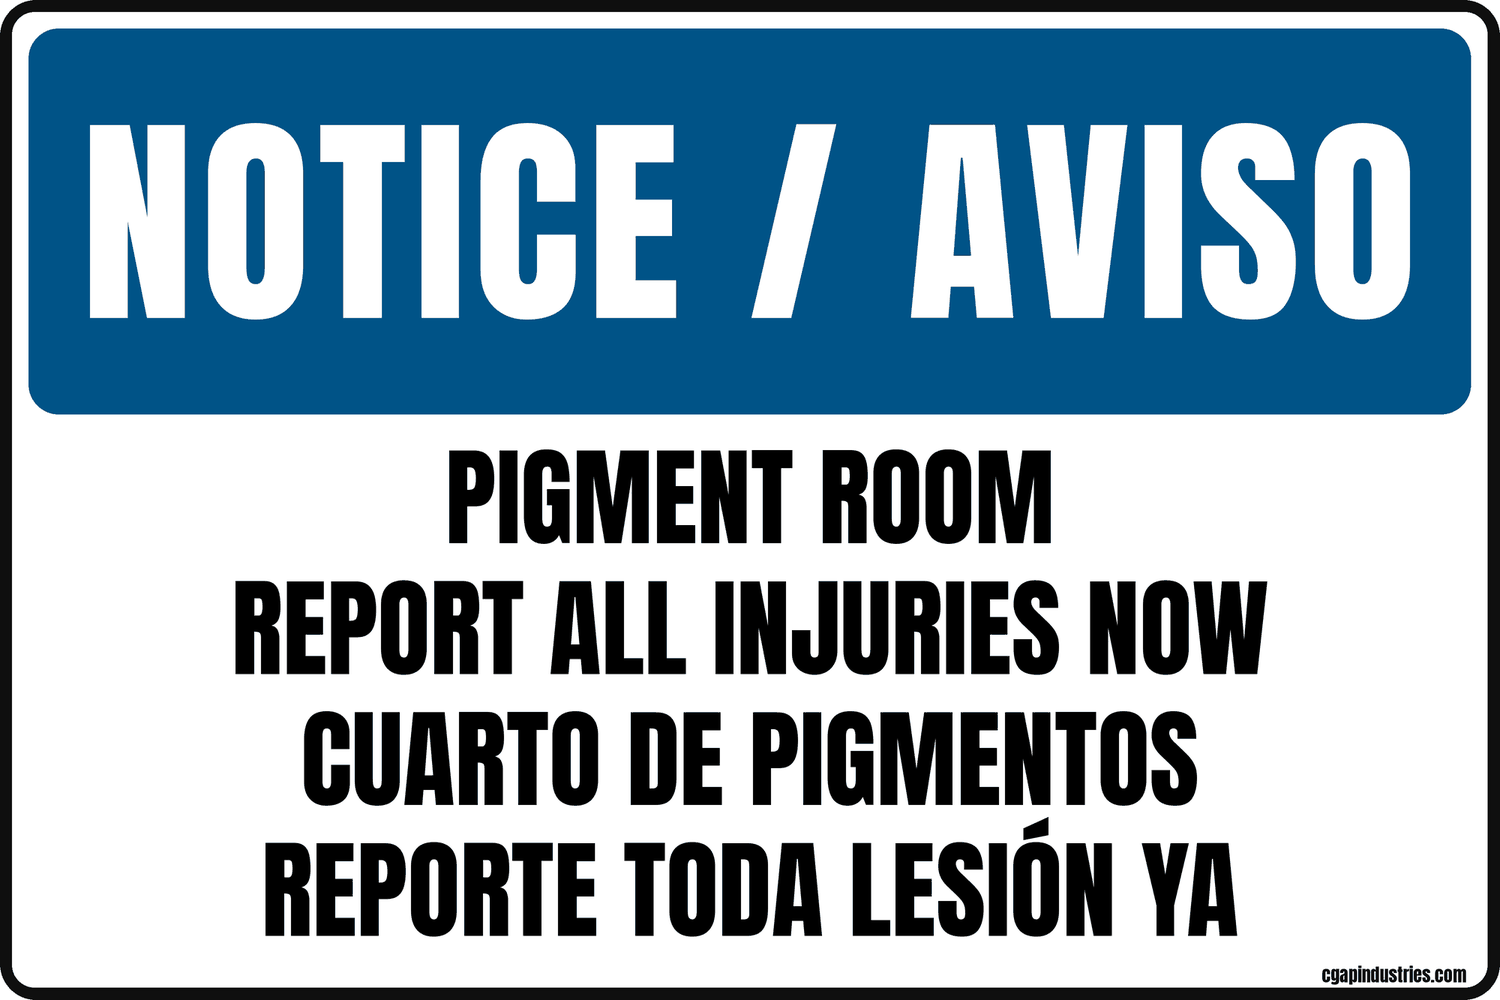 NOTICE / AVISO
PIGMENT ROOM
REPORT ALL INJURIES NOW
CUARTO DE PIGMENTOS
REPORTE TODA LESIÓN YA
cgapindustries.com